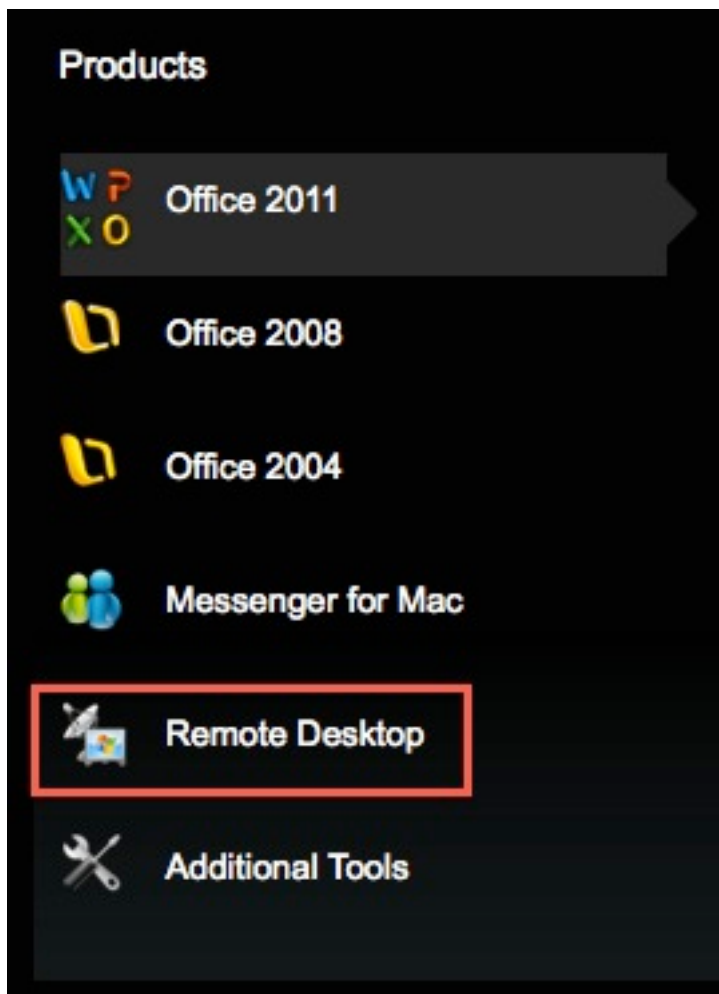 Products
W P
X O
Office 2011
Office 2008
Office 2004
Messenger for Mac
Remote Desktop
Additional Tools